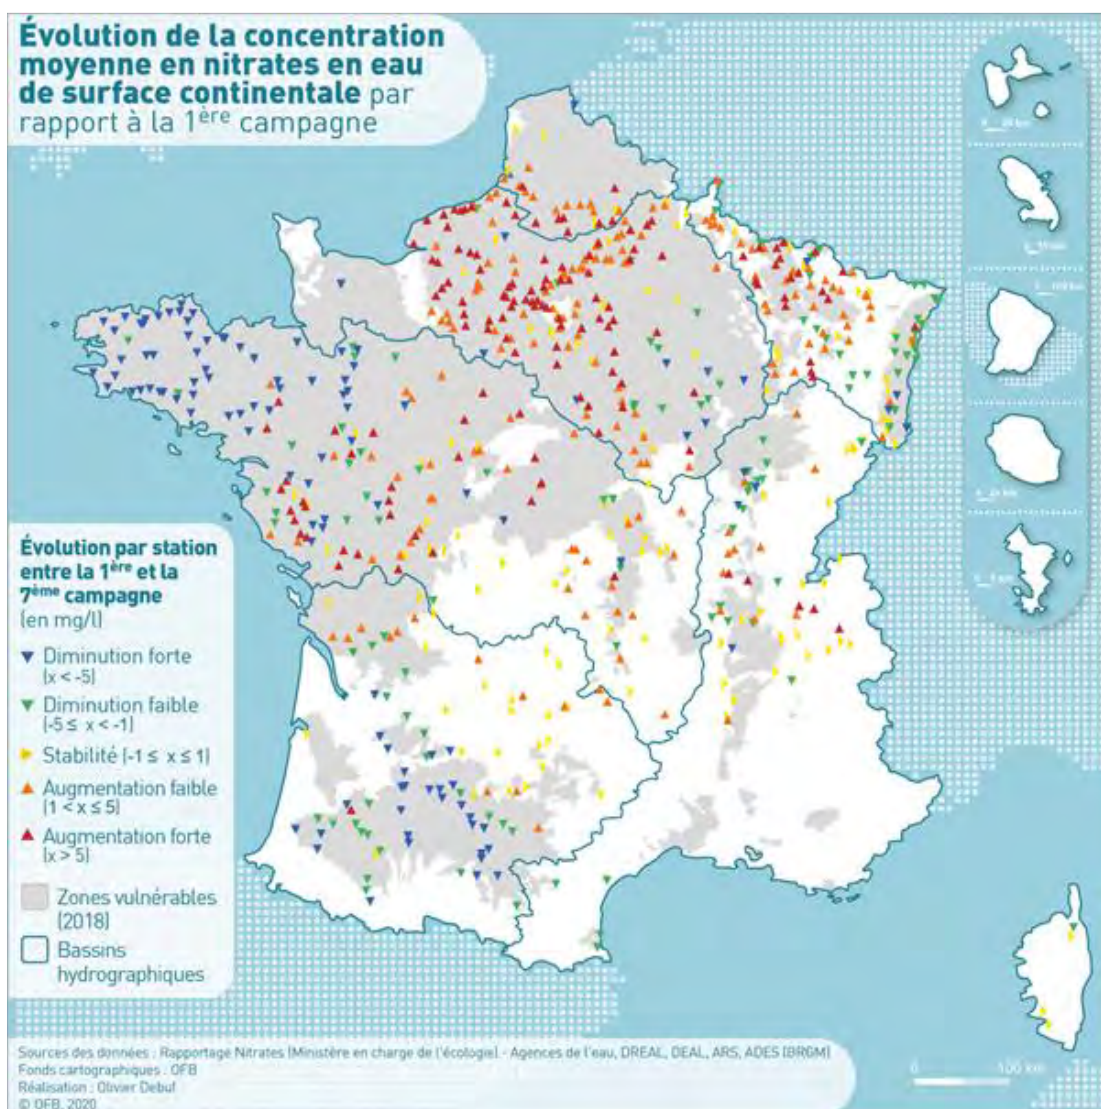 Évolution de la concentration
moyenne en nitrates en eau
de surface continentale par
rapport à la 1ère campagne
Évolution par station
entre la 1ère et la
7ème campagne
(en mg/l)
Diminution forte
(x < -5)
Diminution faible
(-5 ≤ x < -1)
Stabilité (-1 ≤ x ≤ 1)
Augmentation faible
(1 < x ≤ 5)
Augmentation forte
(x > 5)
Zones vulnérables
(2018)
Bassins
hydrographiques
Sources des données : Rapportage Nitrates (Ministère en charge de l'écologie) - Agences de l'eau, DREAL, DEAL, ARS, ADES (BRGM)
Fonds cartographiques : OFB
Réalisation : Olivier Debuf
© OFB, 2020
0 100 km